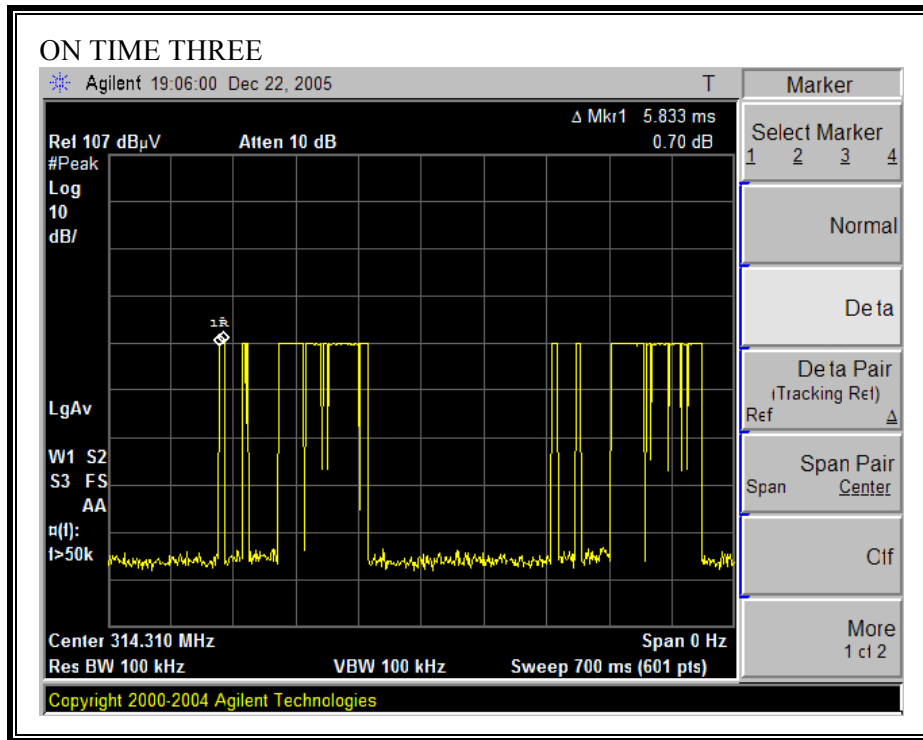 ON TIME THREE
Agilent 19:06:00 Dec 22, 2005 T
Δ Mkr1 5.833 ms
Ref 107 dBµV Atten 10 dB 0.70 dB
#Peak
Log
10
dB/
1R
LgAv
W1 S2
S3 FS
AA
¤(f):
f>50k
Center 314.310 MHz Span 0 Hz
Res BW 100 kHz VBW 100 kHz Sweep 700 ms (601 pts)
Copyright 2000-2004 Agilent Technologies
Marker
Select Marker
1 2 3 4
Normal
Delta
Delta Pair
(Tracking Ref)
Ref Δ
Span Pair
Span Center
Off
More
1 of 2